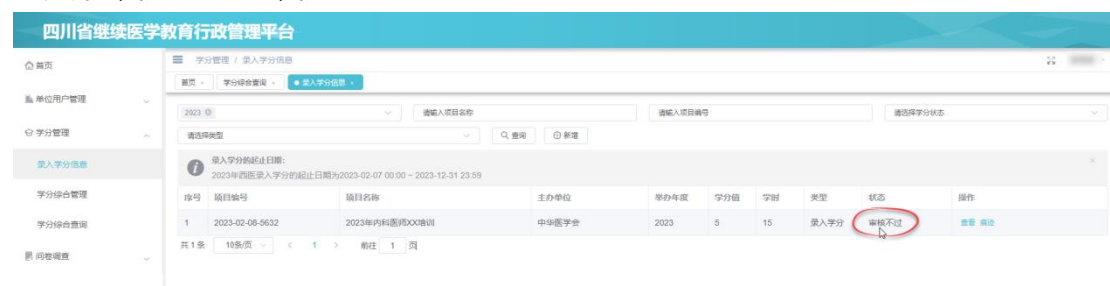 四川省继续医学教育行政管理平台
首页
单位用户管理
学分管理
录入学分信息
学分综合管理
学分综合查询
问卷调查
学分管理 / 录入学分信息
首页 学分综合查询 录入学分信息
2023 请输入项目名称 请输入项目编号 请选择学分状态
请选择类型 查询 新增
录入学分的起止日期:
2023年西医录入学分的起止日期为2023-02-07 00:00 ~ 2023-12-31 23:59
序号 项目编号 项目名称 主办单位 举办年度 学分值 学时 类型 状态 操作
1 2023-02-06-5632 2023年内科医师XX培训 中华医学会 2023 5 15 录入学分 审核不过 查看 痕迹
共1条 10条/页 < 1 > 前往 1 页